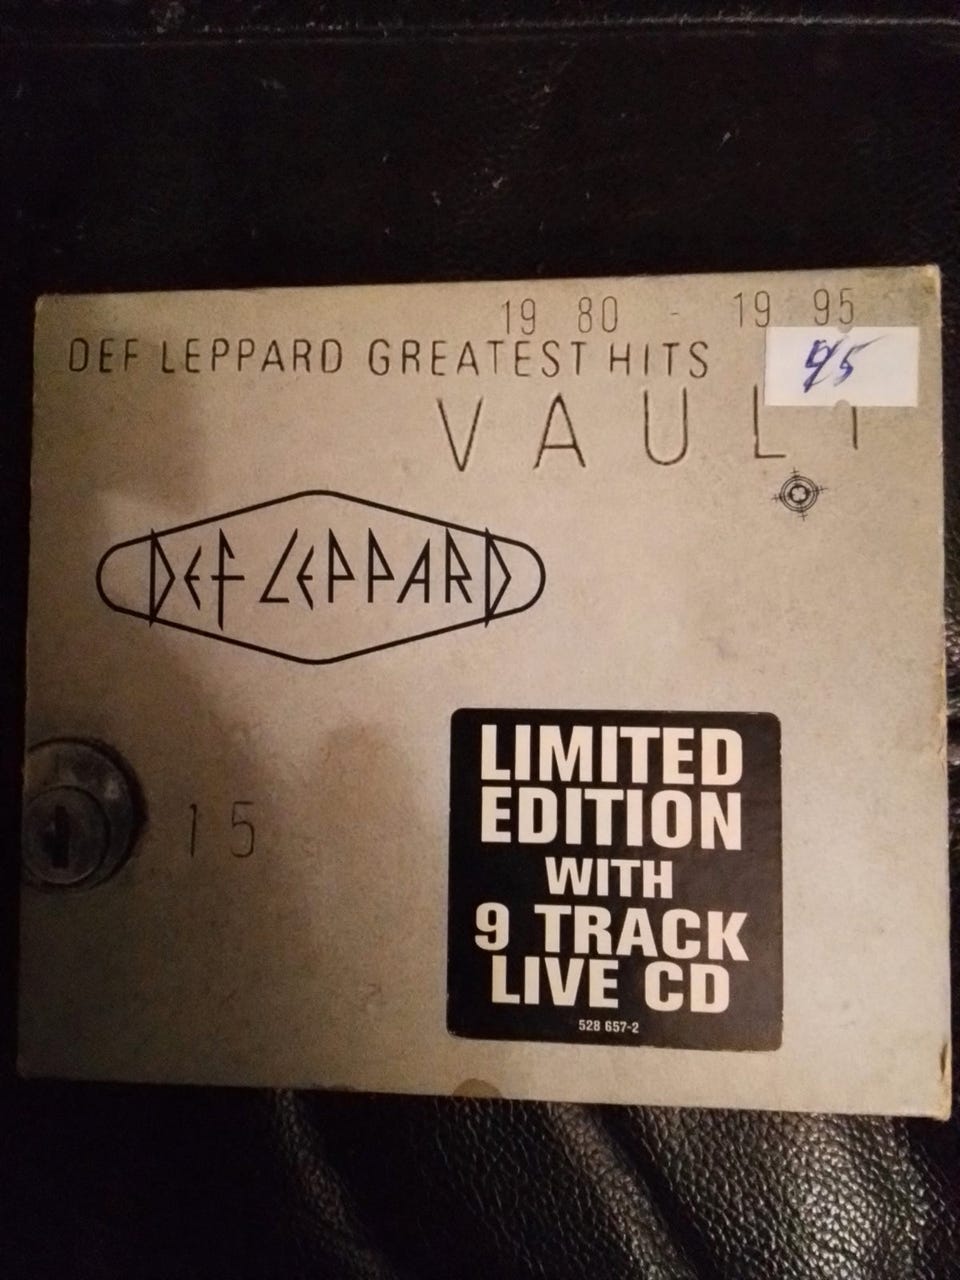 19 80 - 19 95
DEF LEPPARD GREATEST HITS
VAULT
DEF LEPPARD
15
LIMITED
EDITION
WITH
9 TRACK
LIVE CD
528 657-2